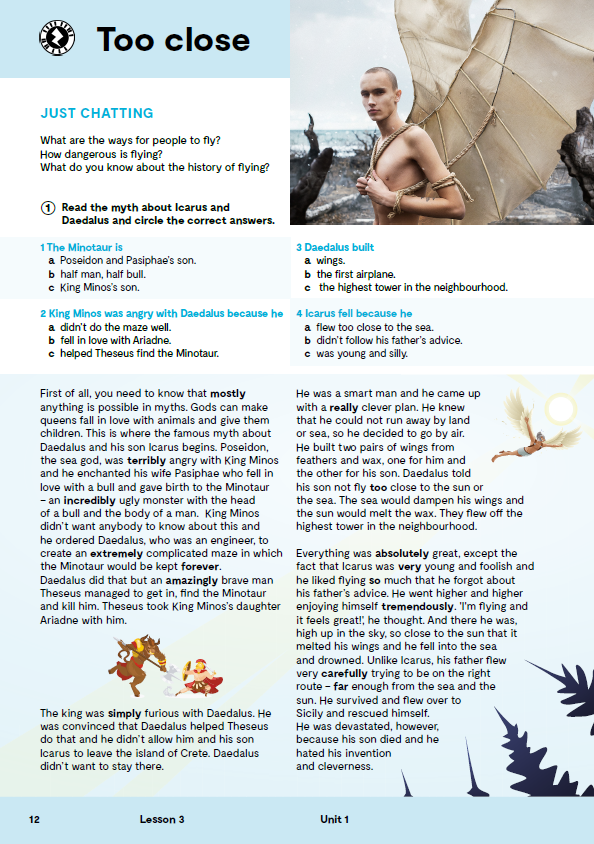 Too close
JUST CHATTING
What are the ways for people to fly?
How dangerous is flying?
What do you know about the history of flying?
1 Read the myth about Icarus and
Daedalus and circle the correct answers.
1 The Minotaur is
a Poseidon and Pasiphae's son.
b half man, half bull.
c King Minos's son.
2 King Minos was angry with Daedalus because he
a didn't do the maze well.
b fell in love with Ariadne.
c helped Theseus find the Minotaur.
3 Daedalus built
a wings.
b the first airplane.
c the highest tower in the neighbourhood.
4 Icarus fell because he
a flew too close to the sea.
b didn't follow his father's advice.
c was young and silly.
First of all, you need to know that mostly
anything is possible in myths. Gods can make
queens fall in love with animals and give them
children. This is where the famous myth about
Daedalus and his son Icarus begins. Poseidon,
the sea god, was terribly angry with King Minos
and he enchanted his wife Pasiphae who fell in
love with a bull and gave birth to the Minotaur
– an incredibly ugly monster with the head
of a bull and the body of a man. King Minos
didn't want anybody to know about this and
he ordered Daedalus, who was an engineer, to
create an extremely complicated maze in which
the Minotaur would be kept forever.
Daedalus did that but an amazingly brave man
Theseus managed to get in, find the Minotaur
and kill him. Theseus took King Minos's daughter
Ariadne with him.
The king was simply furious with Daedalus. He
was convinced that Daedalus helped Theseus
do that and he didn't allow him and his son
Icarus to leave the island of Crete. Daedalus
didn't want to stay there.
He was a smart man and he came up
with a really clever plan. He knew
that he could not run away by land
or sea, so he decided to go by air.
He built two pairs of wings from
feathers and wax, one for him and
the other for his son. Daedalus told
his son not fly too close to the sun or
the sea. The sea would dampen his wings and
the sun would melt the wax. They flew off the
highest tower in the neighbourhood.
Everything was absolutely great, except the
fact that Icarus was very young and foolish and
he liked flying so much that he forgot about
his father's advice. He went higher and higher
enjoying himself tremendously. 'I'm flying and
it feels great!', he thought. And there he was,
high up in the sky, so close to the sun that it
melted his wings and he fell into the sea
and drowned. Unlike Icarus, his father flew
very carefully trying to be on the right
route – far enough from the sea and the
sun. He survived and flew over to
Sicily and rescued himself.
He was devastated, however,
because his son died and he
hated his invention
and cleverness.
12 Lesson 3 Unit 1